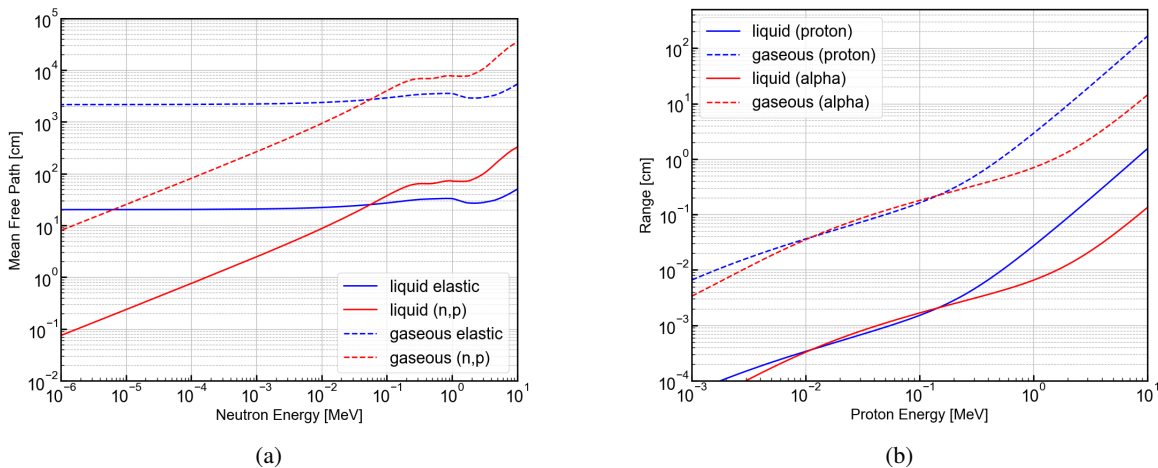 10^5
10^4
10^3
10^2
10^1
10^0
10^-1
10^-2
Mean Free Path [cm]
liquid elastic
liquid (n,p)
gaseous elastic
gaseous (n,p)
10^-6 10^-5 10^-4 10^-3 10^-2 10^-1 10^0 10^1
Neutron Energy [MeV]
(a)
liquid (proton)
gaseous (proton)
liquid (alpha)
gaseous (alpha)
10^2
10^1
10^0
10^-1
10^-2
10^-3
10^-4
Range [cm]
10^-3 10^-2 10^-1 10^0 10^1
Proton Energy [MeV]
(b)